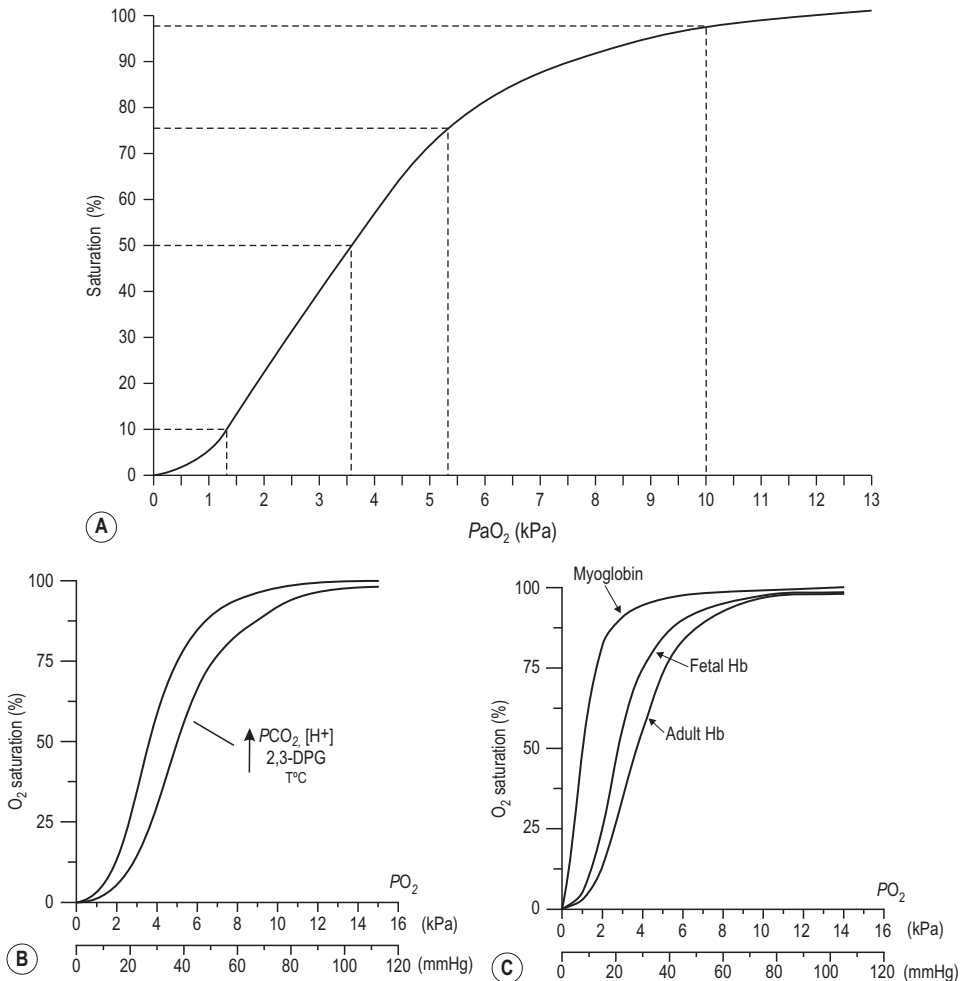 100
90
80
70
60
50
40
30
20
10
0
Saturation (%)
0 1 2 3 4 5 6 7 8 9 10 11 12 13
PaO₂ (kPa)
A
100
75
50
25
0
O₂ saturation (%)
PCO₂, [H+]
2,3-DPG
TºC
PO₂
0 2 4 6 8 10 12 14 16 (kPa)
0 20 40 60 80 100 120 (mmHg)
B
100
75
50
25
0
O₂ saturation (%)
Myoglobin
Fetal Hb
Adult Hb
PO₂
0 2 4 6 8 10 12 14 16 (kPa)
0 20 40 60 80 100 120 (mmHg)
C